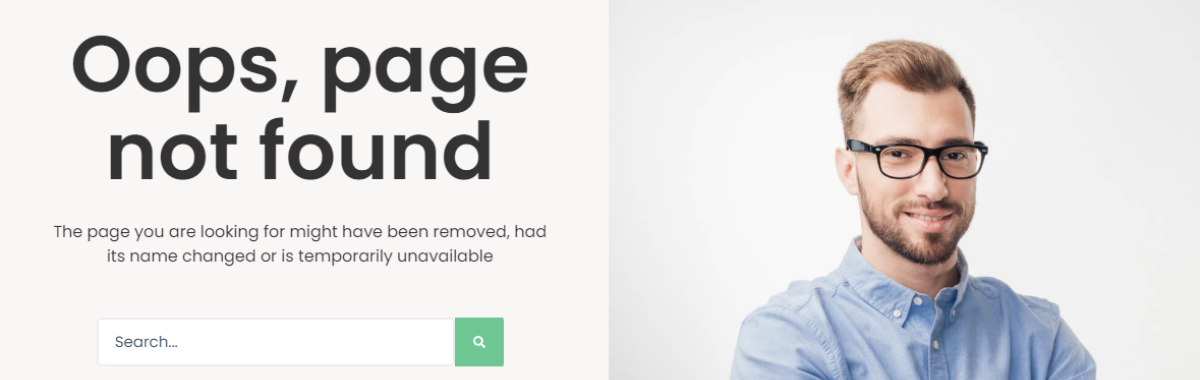 Oops, page
not found
The page you are looking for might have been removed, had
its name changed or is temporarily unavailable
Search...